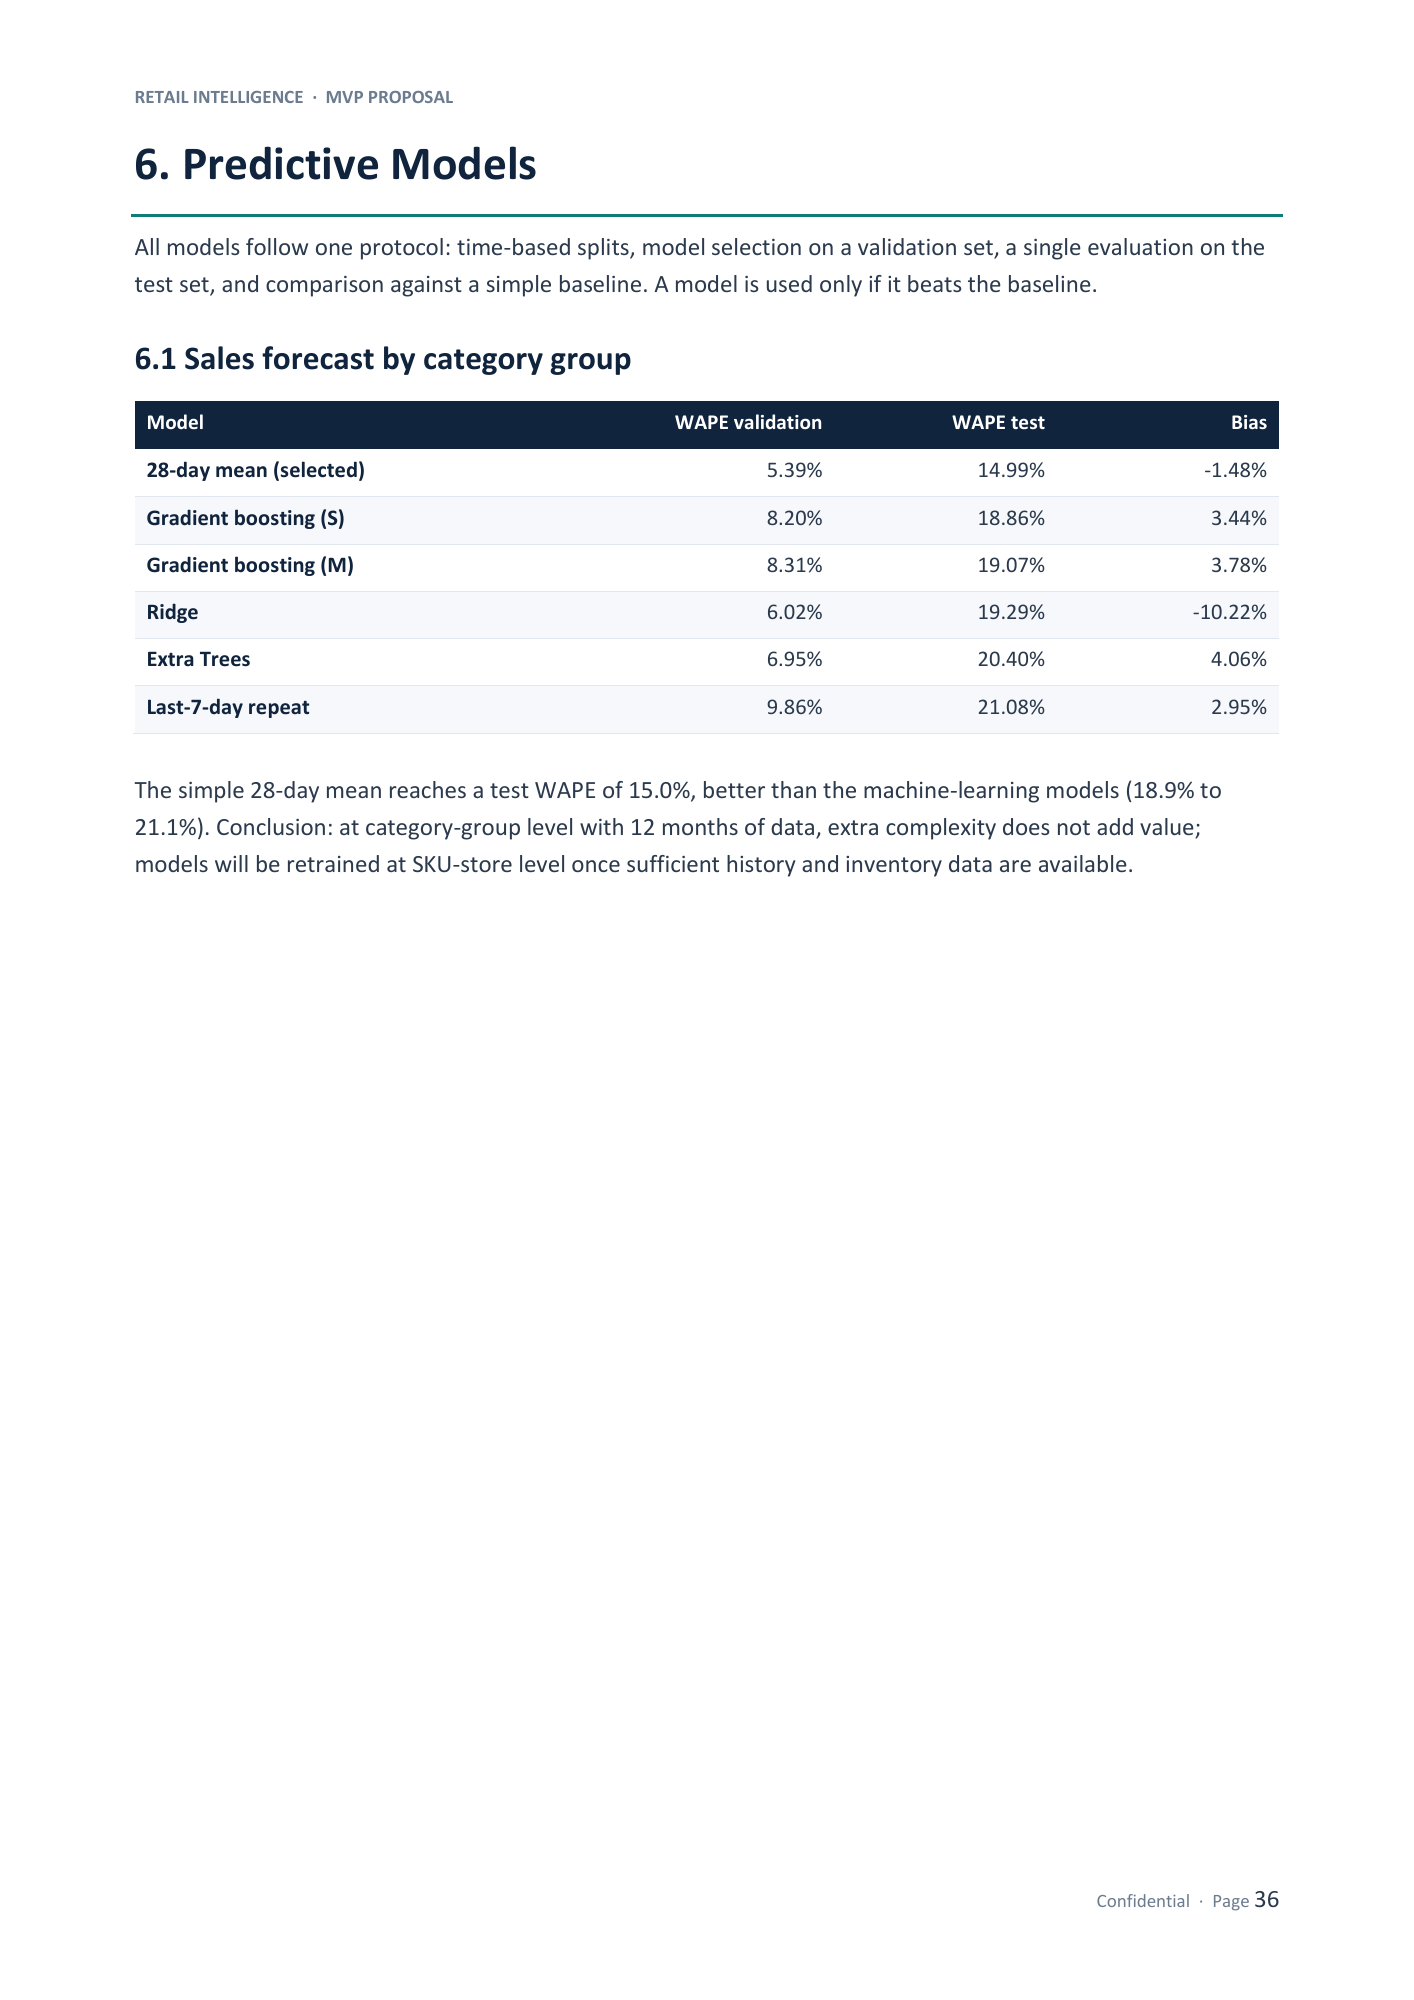 RETAIL INTELLIGENCE · MVP PROPOSAL
6. Predictive Models
All models follow one protocol: time-based splits, model selection on a validation set, a single evaluation on the
test set, and comparison against a simple baseline. A model is used only if it beats the baseline.
6.1 Sales forecast by category group
Model WAPE validation WAPE test Bias
28-day mean (selected) 5.39% 14.99% -1.48%
Gradient boosting (S) 8.20% 18.86% 3.44%
Gradient boosting (M) 8.31% 19.07% 3.78%
Ridge 6.02% 19.29% -10.22%
Extra Trees 6.95% 20.40% 4.06%
Last-7-day repeat 9.86% 21.08% 2.95%
The simple 28-day mean reaches a test WAPE of 15.0%, better than the machine-learning models (18.9% to
21.1%). Conclusion: at category-group level with 12 months of data, extra complexity does not add value;
models will be retrained at SKU-store level once sufficient history and inventory data are available.
Confidential · Page 36